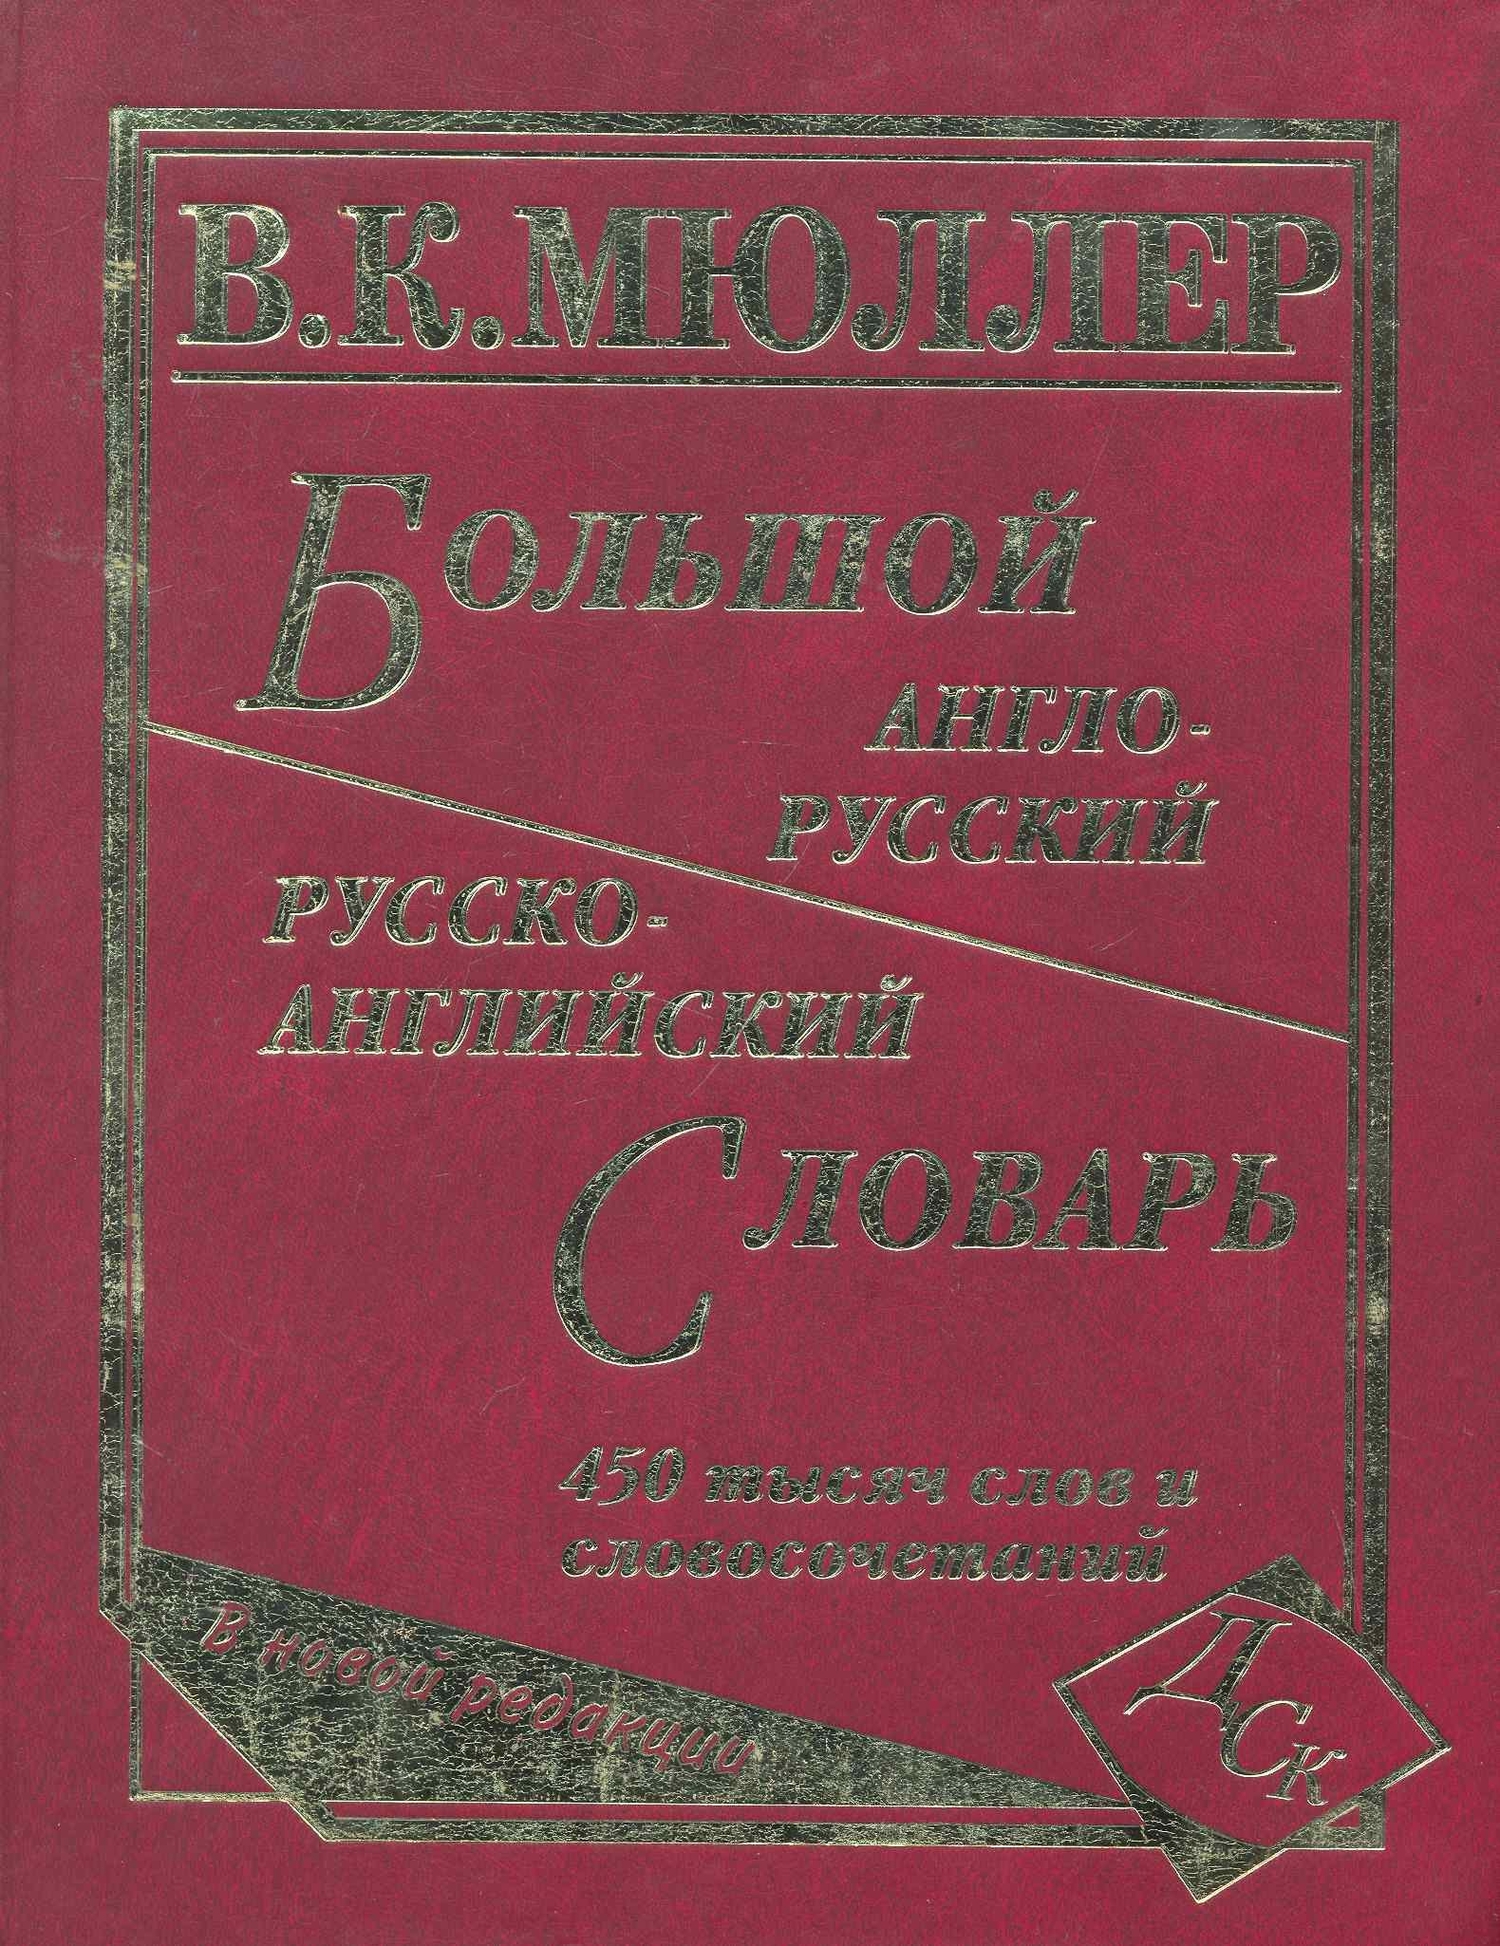 В.К.МЮЛЛЕР
БОЛЬШОЙ
АНГЛО-
РУССКИЙ
РУССКО-
АНГЛИЙСКИЙ
СЛОВАРЬ
450 тысяч слов и
словосочетаний
В новой редакции
ДСК